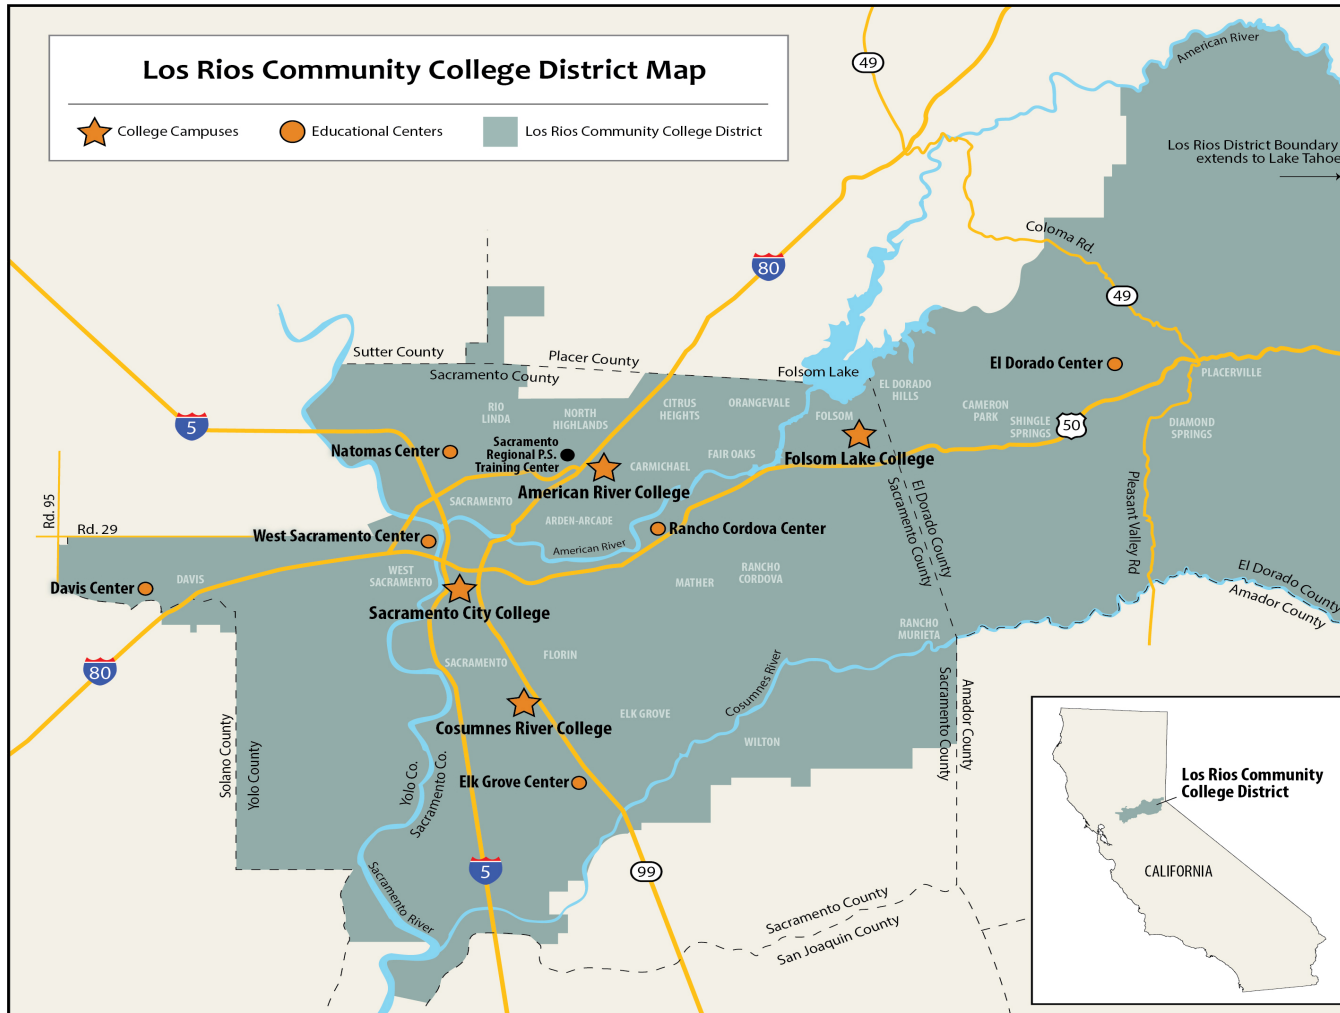 Los Rios Community College District Map
College Campuses
Educational Centers
Los Rios Community College District
American River
49
Los Rios District Boundary
extends to Lake Tahoe
Coloma Rd.
80
49
Sutter County
Placer County
Sacramento County
Folsom Lake
El Dorado Center
PLACERVILLE
EL DORADO
HILLS
CAMERON
PARK
SHINGLE
SPRINGS
50
DIAMOND
SPRINGS
RIO
LINDA
NORTH
HIGHLANDS
CITRUS
HEIGHTS
ORANGEVALE
FOLSOM
5
Natomas Center
Sacramento
Regional P.S.
Training Center
CARMICHAEL
FAIR OAKS
Folsom Lake College
American River College
SACRAMENTO
ARDEN-ARCADE
Rancho Cordova Center
American River
El Dorado County
Sacramento County
Pleasant Valley Rd
Rd. 95
Rd. 29
West Sacramento Center
Davis Center
DAVIS
WEST
SACRAMENTO
MATHER
RANCHO
CORDOVA
El Dorado County
Amador County
Sacramento City College
RANCHO
MURIETA
80
SACRAMENTO
FLORIN
Cosumnes River
Sacramento County
Amador County
ELK GROVE
Cosumnes River College
WILTON
Solano County
Yolo County
Yolo Co.
Sacramento Co.
Elk Grove Center
5
99
Sacramento River
Sacramento County
San Joaquin County
Los Rios Community
College District
CALIFORNIA